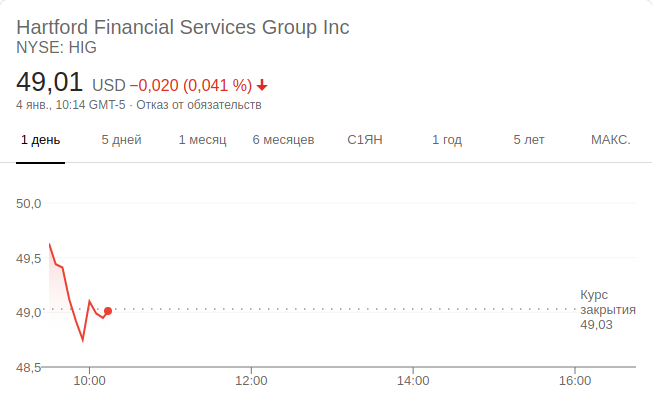 Hartford Financial Services Group Inc
NYSE: HIG
49,01 USD −0,020 (0,041 %)
4 янв., 10:14 GMT-5 · Отказ от обязательств
1 день 5 дней 1 месяц 6 месяцев С1ЯН 1 год 5 лет МАКС.
50,0
49,5
Курс
закрытия
49,03
49,0
48,5
10:00 12:00 14:00 16:00